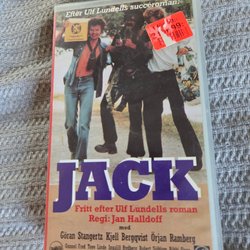 Efter Ulf Lundells succéroman!
JACK
Fritt efter Ulf Lundells roman
Regi: Jan Halldoff
med
Göran Stangertz Kjell Bergqvist Örjan Ramberg